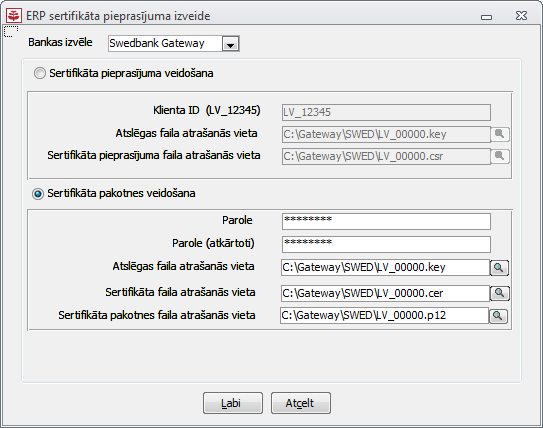 ERP sertifikāta pieprasījuma izveide
Bankas izvēle Swedbank Gateway
Sertifikāta pieprasījuma veidošana
Klienta ID (LV_12345) LV_12345
Atslēgas faila atrašanās vieta C:\Gateway\SWED\LV_00000.key
Sertifikāta pieprasījuma faila atrašanās vieta C:\Gateway\SWED\LV_00000.csr
Sertifikāta pakotnes veidošana
Parole ********
Parole (atkārtoti) ********
Atslēgas faila atrašanās vieta C:\Gateway\SWED\LV_00000.key
Sertifikāta faila atrašanās vieta C:\Gateway\SWED\LV_00000.cer
Sertifikāta pakotnes faila atrašanās vieta C:\Gateway\SWED\LV_00000.p12
Labi Atcelt